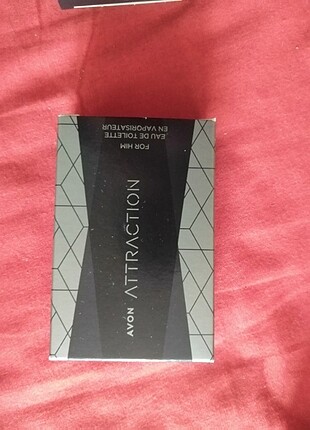 AVON
ATTRACTION
FOR HIM
EAU DE TOILETTE
EN VAPORISATEUR